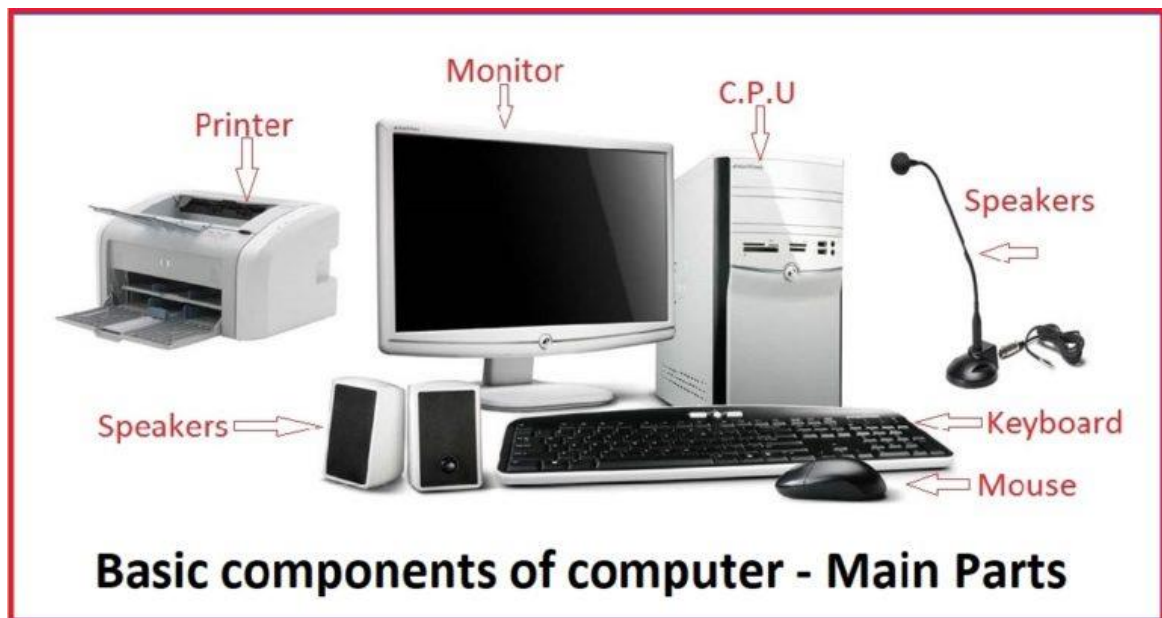 Monitor
C.P.U
Printer
Speakers
Speakers
Keyboard
Mouse
Basic components of computer - Main Parts